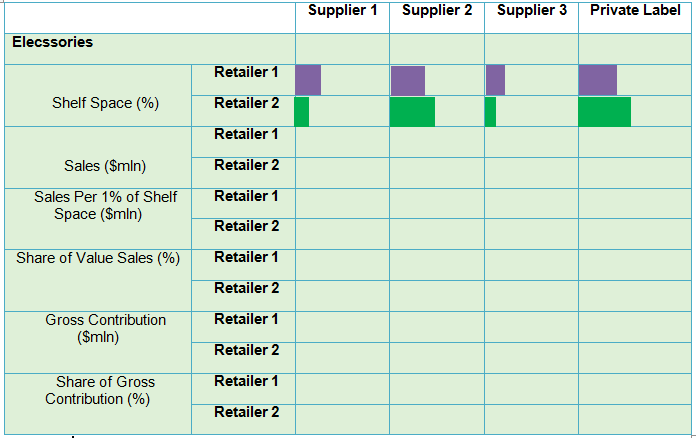 Supplier 1 Supplier 2 Supplier 3 Private Label
Elecssories
Retailer 1
Shelf Space (%)
Retailer 2
Retailer 1
Sales ($mln)
Retailer 2
Sales Per 1% of Shelf
Space ($mln)
Retailer 1
Retailer 2
Share of Value Sales (%)
Retailer 1
Retailer 2
Gross Contribution
($mln)
Retailer 1
Retailer 2
Share of Gross
Contribution (%)
Retailer 1
Retailer 2